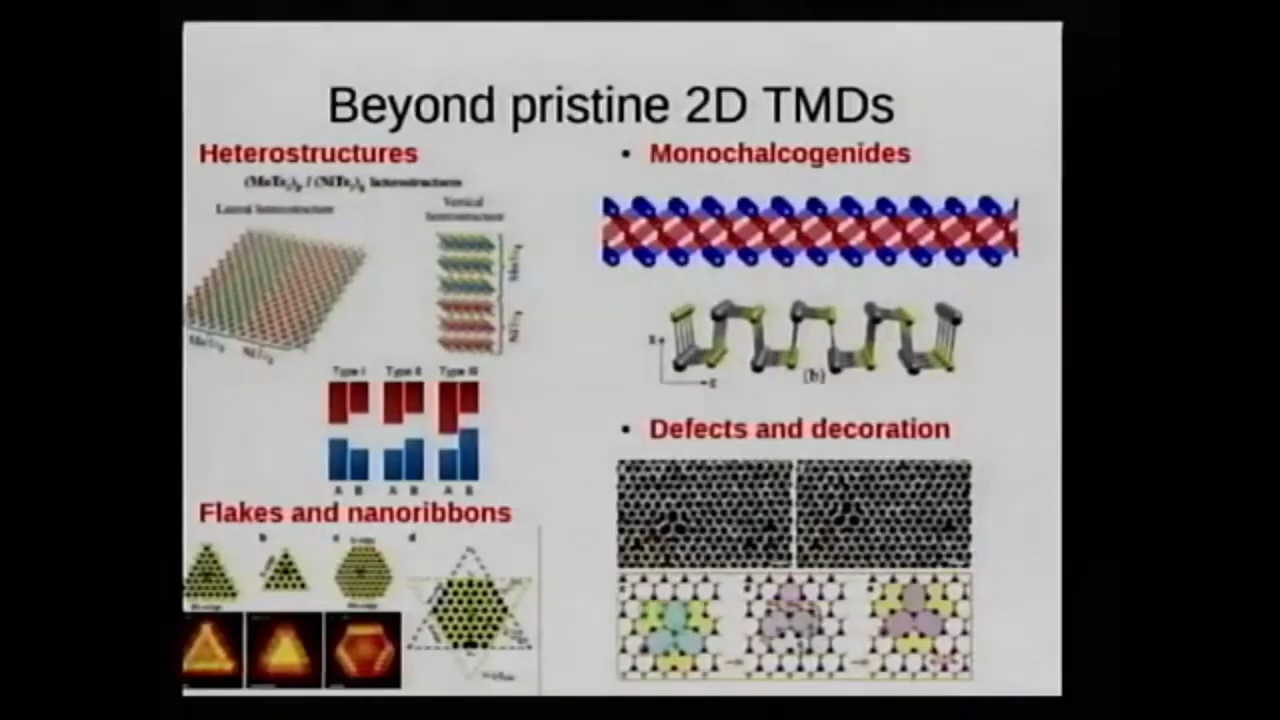 Beyond pristine 2D TMDs
Heterostructures
Lateral heterostructure
Vertical
heterostructure
Type I Type II Type III
A B A B A B
Flakes and nanoribbons
b c d
• Monochalcogenides
(b)
• Defects and decoration